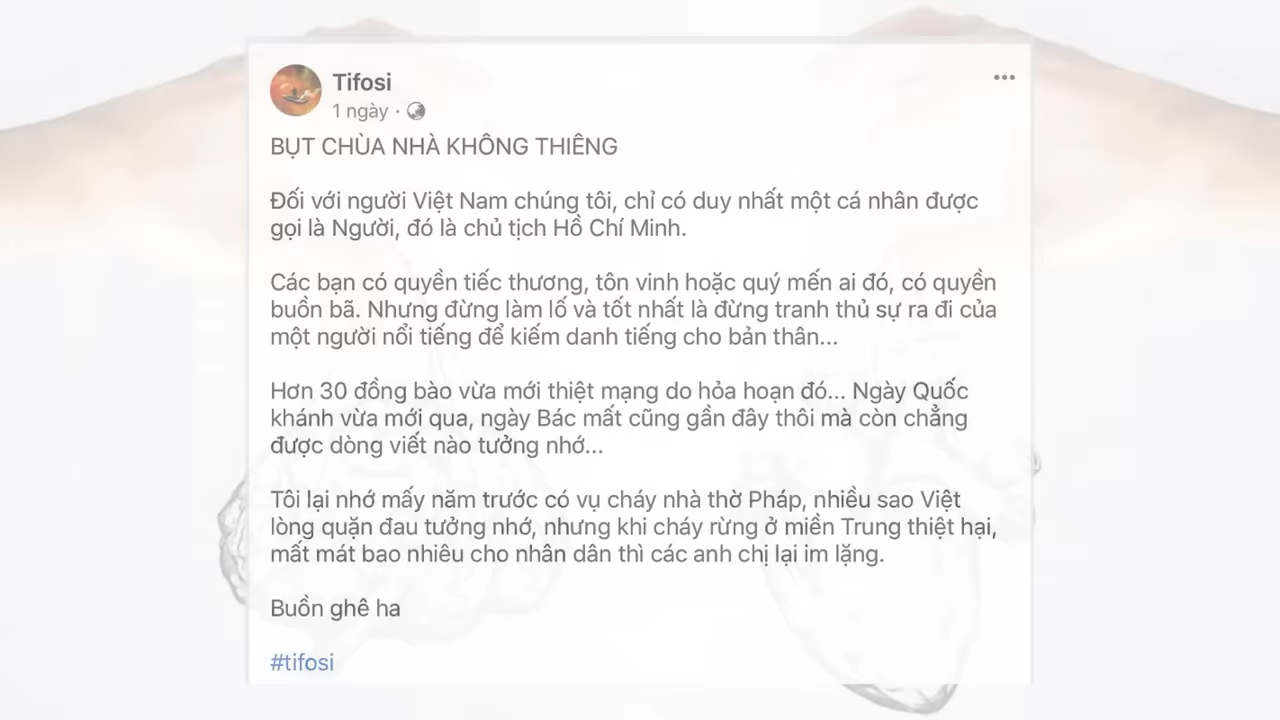 Tifosi
1 ngày ·
BỤT CHÙA NHÀ KHÔNG THIÊNG
Đối với người Việt Nam chúng tôi, chỉ có duy nhất một cá nhân được
gọi là Người, đó là chủ tịch Hồ Chí Minh.
Các bạn có quyền tiếc thương, tôn vinh hoặc quý mến ai đó, có quyền
buồn bã. Nhưng đừng làm lố và tốt nhất là đừng tranh thủ sự ra đi của
một người nổi tiếng để kiếm danh tiếng cho bản thân...
Hơn 30 đồng bào vừa mới thiệt mạng do hỏa hoạn đó... Ngày Quốc
khánh vừa mới qua, ngày Bác mất cũng gần đây thôi mà còn chẳng
được dòng viết nào tưởng nhớ...
Tôi lại nhớ mấy năm trước có vụ cháy nhà thờ Pháp, nhiều sao Việt
lòng quặn đau tưởng nhớ, nhưng khi cháy rừng ở miền Trung thiệt hại,
mất mát bao nhiêu cho nhân dân thì các anh chị lại im lặng.
Buồn ghê ha
#tifosi